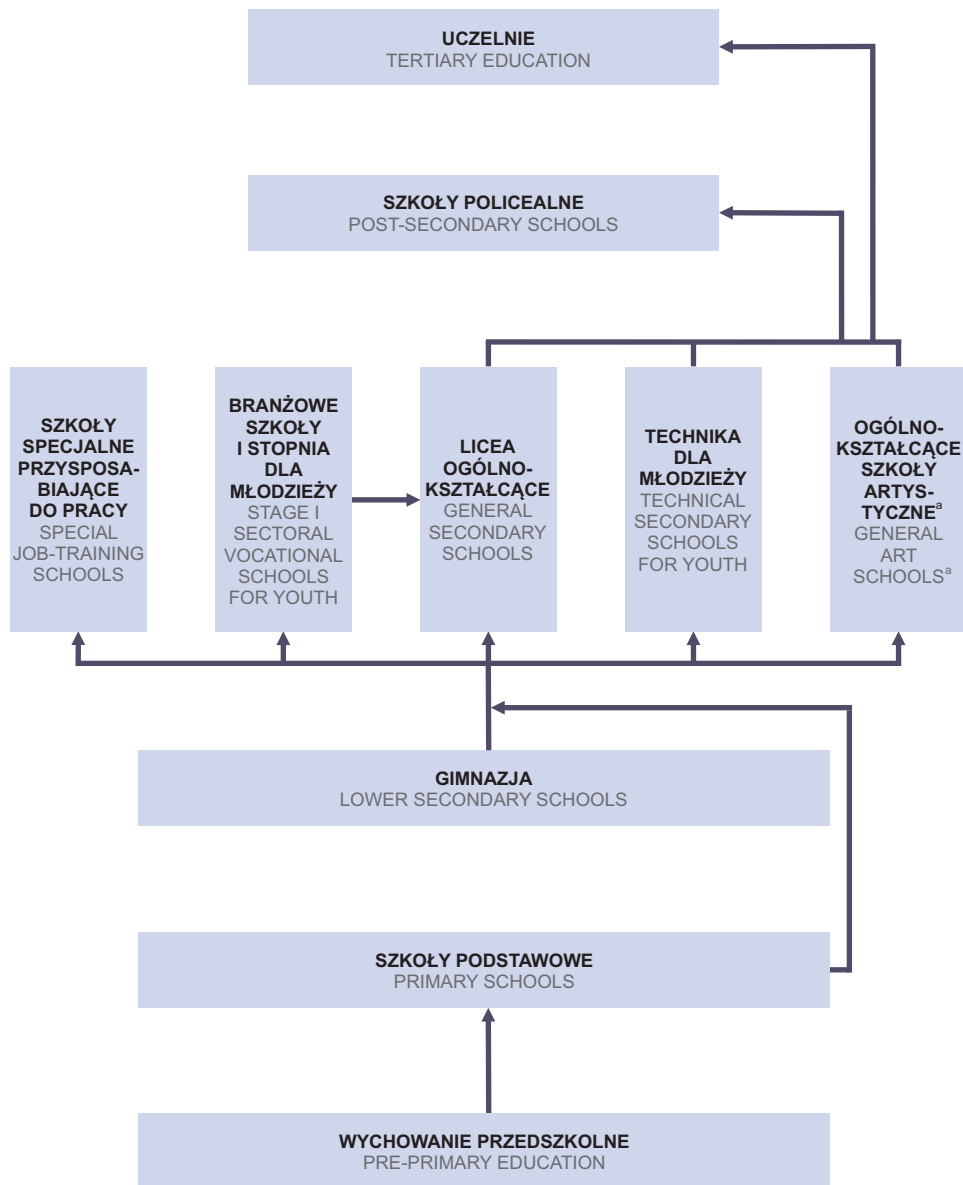 UCZELNIE
TERTIARY EDUCATION
SZKOŁY POLICEALNE
POST-SECONDARY SCHOOLS
SZKOŁY
SPECJALNE
PRZYSPOSA-
BIAJĄCE
DO PRACY
SPECIAL
JOB-TRAINING
SCHOOLS
BRANŻOWE
SZKOŁY
I STOPNIA
DLA
MŁODZIEŻY
STAGE I
SECTORAL
VOCATIONAL
SCHOOLS
FOR YOUTH
LICEA
OGÓLNO-
KSZTAŁCĄCE
GENERAL
SECONDARY
SCHOOLS
TECHNIKA
DLA
MŁODZIEŻY
TECHNICAL
SECONDARY
SCHOOLS
FOR YOUTH
OGÓLNO-
KSZTAŁCĄCE
SZKOŁY
ARTYS-
TYCZNEᵃ
GENERAL
ART
SCHOOLSᵃ
GIMNAZJA
LOWER SECONDARY SCHOOLS
SZKOŁY PODSTAWOWE
PRIMARY SCHOOLS
WYCHOWANIE PRZEDSZKOLNE
PRE-PRIMARY EDUCATION